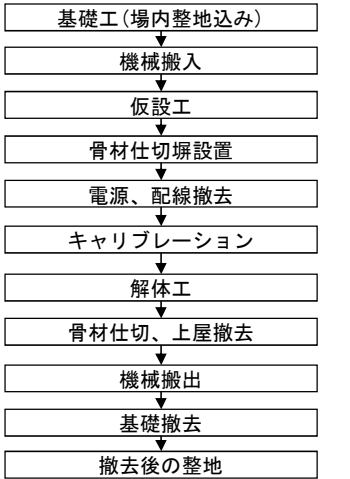 基礎工(場内整地込み)
機械搬入
仮設工
骨材仕切塀設置
電源、配線撤去
キャリブレーション
解体工
骨材仕切、上屋撤去
機械搬出
基礎撤去
撤去後の整地